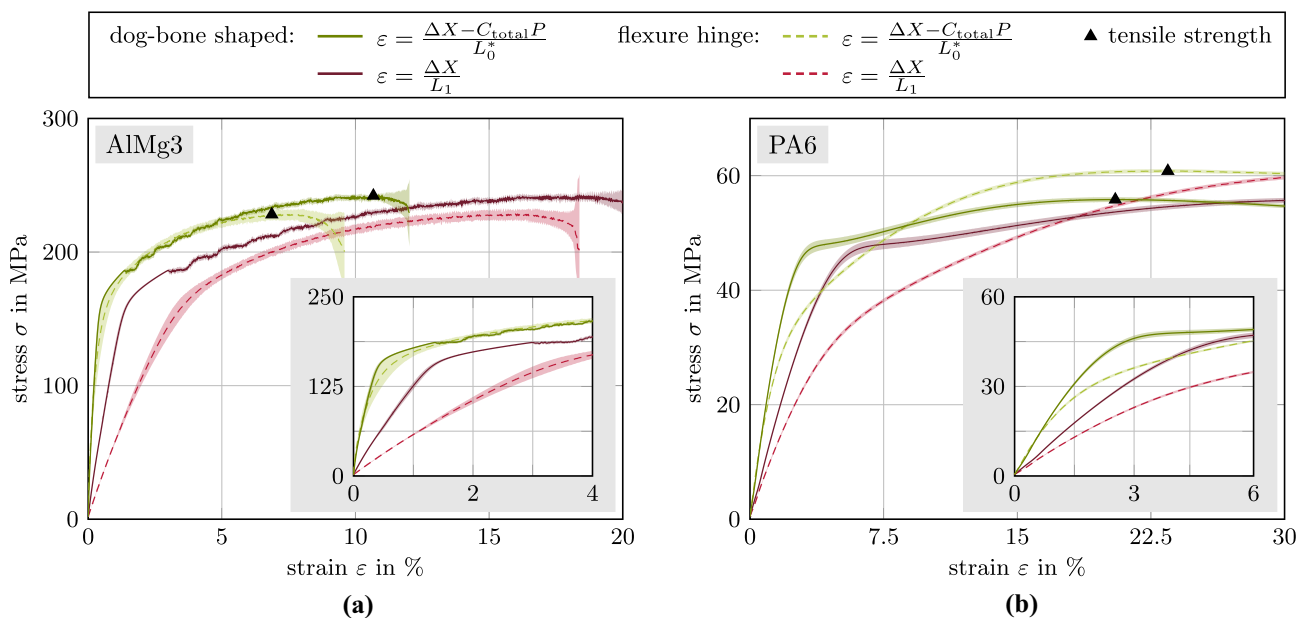 dog-bone shaped: ε = ΔX−C_total P / L_0^* flexure hinge: ε = ΔX−C_total P / L_0^* ▲ tensile strength
ε = ΔX / L_1 ε = ΔX / L_1
300
200
100
0
stress σ in MPa
AlMg3
250
125
0
0 2 4
0 5 10 15 20
strain ε in %
(a)
60
40
20
0
stress σ in MPa
PA6
60
30
0
0 3 6
0 7.5 15 22.5 30
strain ε in %
(b)